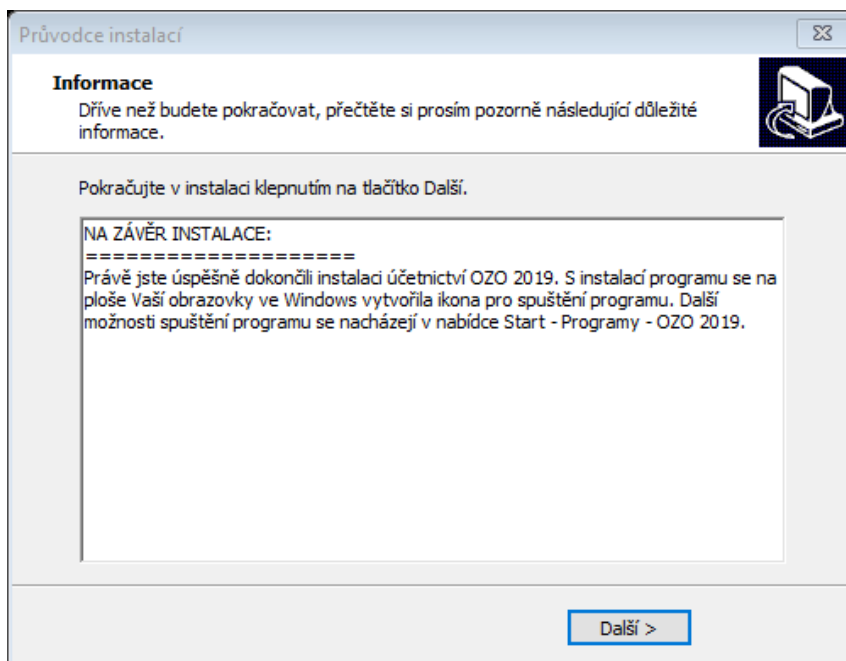 Průvodce instalací
Informace
Dříve než budete pokračovat, přečtěte si prosím pozorně následující důležité
informace.
Pokračujte v instalaci klepnutím na tlačítko Další.
NA ZÁVĚR INSTALACE:
====================
Právě jste úspěšně dokončili instalaci účetnictví OZO 2019. S instalací programu se na
ploše Vaší obrazovky ve Windows vytvořila ikona pro spuštění programu. Další
možnosti spuštění programu se nacházejí v nabídce Start - Programy - OZO 2019.
Další >